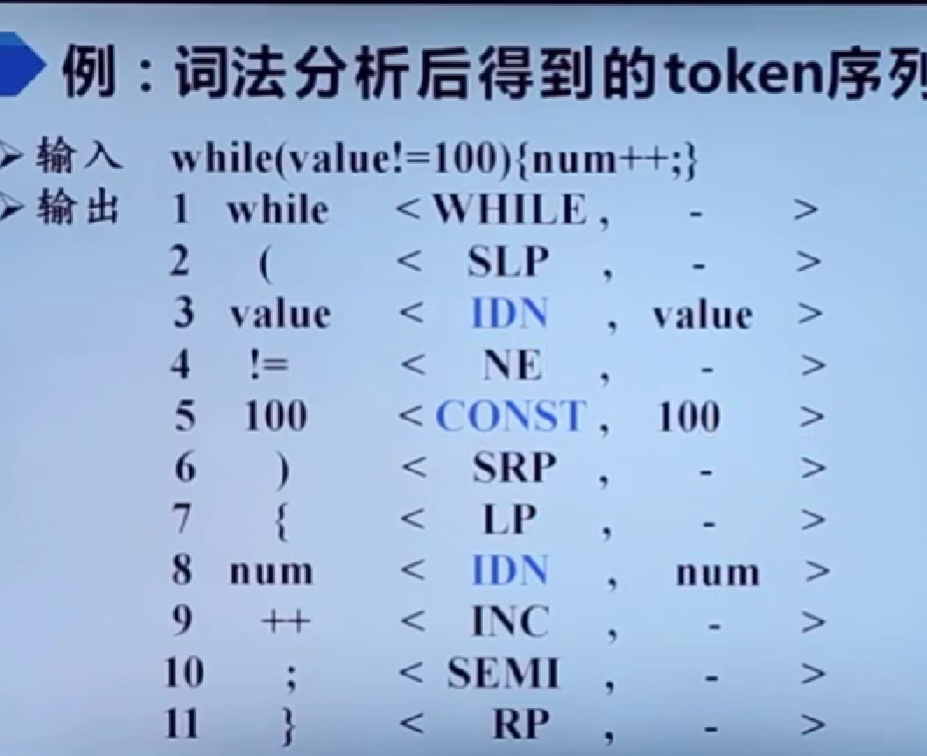 例：词法分析后得到的token序列
➢ 输入 while(value!=100){num++;}
➢ 输出 1 while < WHILE , - >
2 ( < SLP , - >
3 value < IDN , value >
4 != < NE , - >
5 100 < CONST , 100 >
6 ) < SRP , - >
7 { < LP , - >
8 num < IDN , num >
9 ++ < INC , - >
10 ; < SEMI , - >
11 } < RP , - >